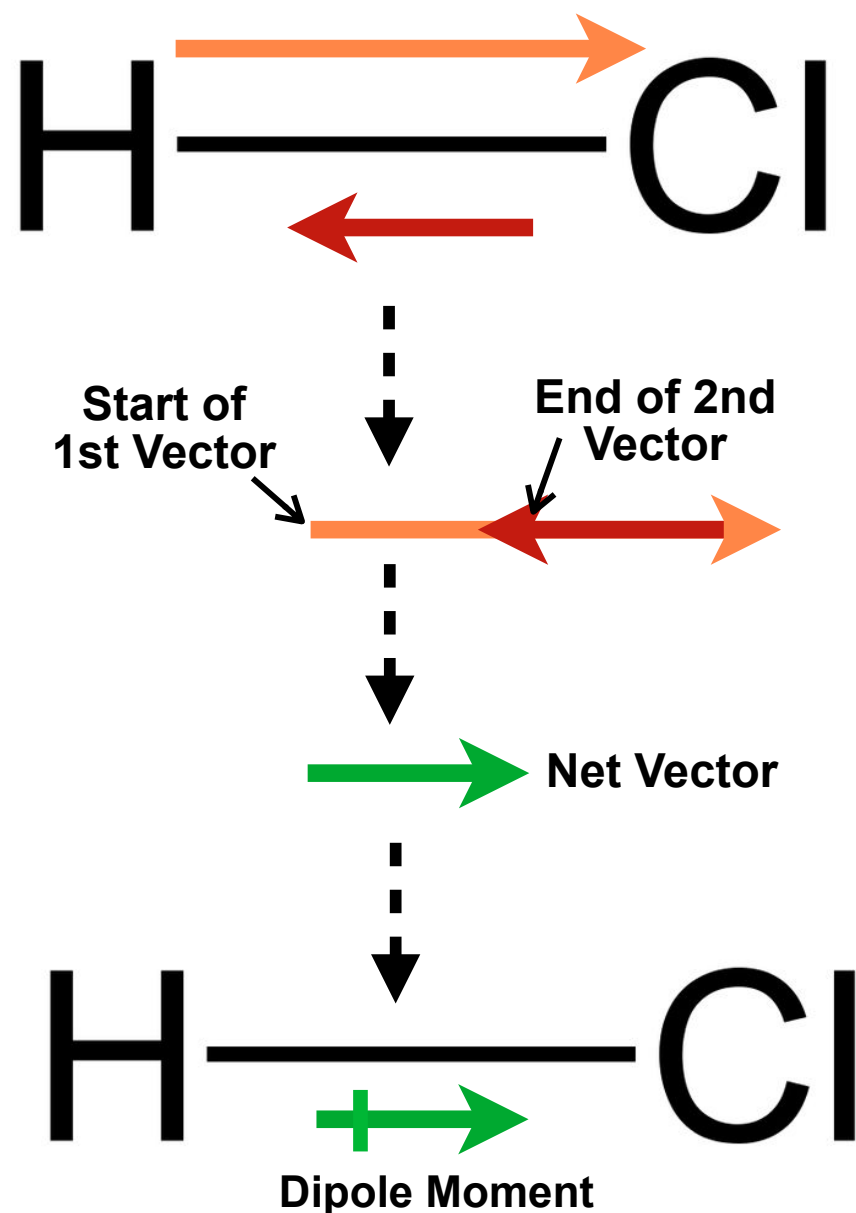 H Cl
Start of
1st Vector
End of 2nd
Vector
Net Vector
H Cl
Dipole Moment